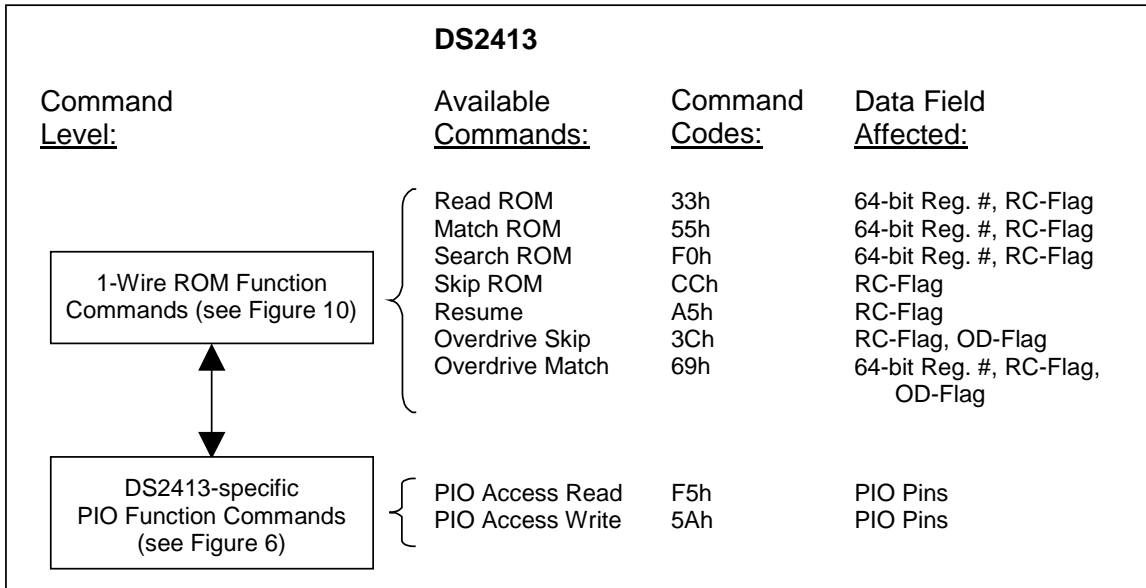 DS2413
Command Level:
Available Commands:
Command Codes:
Data Field Affected:
1-Wire ROM Function
Commands (see Figure 10)
Read ROM 33h 64-bit Reg. #, RC-Flag
Match ROM 55h 64-bit Reg. #, RC-Flag
Search ROM F0h 64-bit Reg. #, RC-Flag
Skip ROM CCh RC-Flag
Resume A5h RC-Flag
Overdrive Skip 3Ch RC-Flag, OD-Flag
Overdrive Match 69h 64-bit Reg. #, RC-Flag,
OD-Flag
DS2413-specific
PIO Function Commands
(see Figure 6)
PIO Access Read F5h PIO Pins
PIO Access Write 5Ah PIO Pins